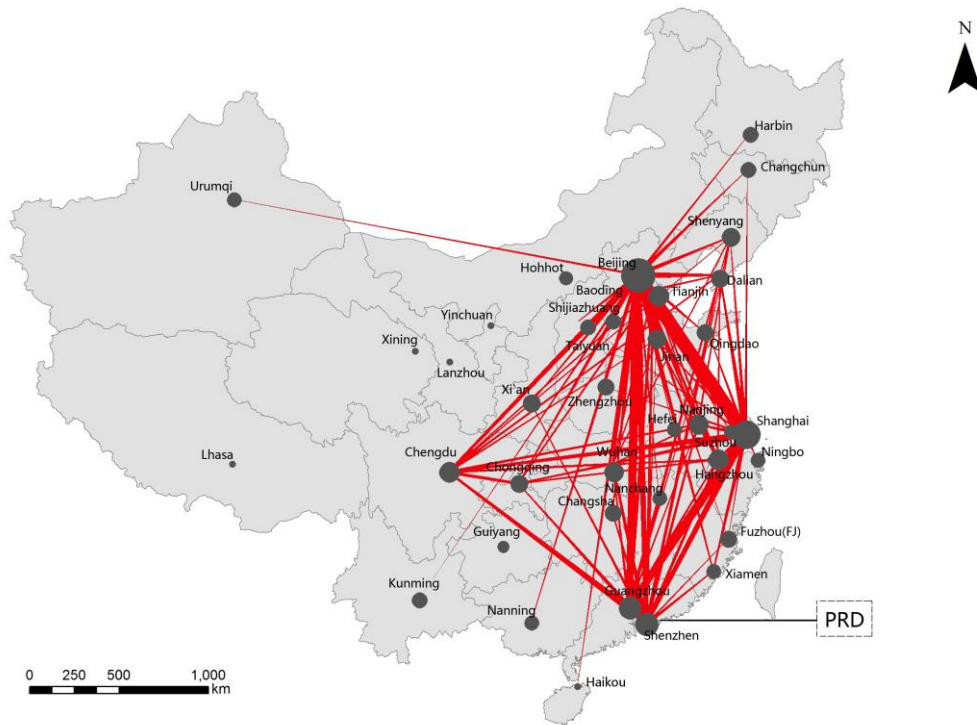 N
Harbin
Changchun
Urumqi
Shenyang
Beijing
Hohhot
Dalian
Baoding
Tianjin
Shijiazhuang
Yinchuan
Qingdao
Xining
Taiyuan
Jinan
Lanzhou
Xi'an
Zhengzhou
Hefei
Nanjing
Shanghai
Suzhou
Lhasa
Chengdu
Chongqing
Wuhan
Ningbo
Hangzhou
Nanchang
Changsha
Guiyang
Fuzhou(FJ)
Kunming
Xiamen
Guangzhou
Nanning
PRD
Shenzhen
0 250 500 1,000
km
Haikou